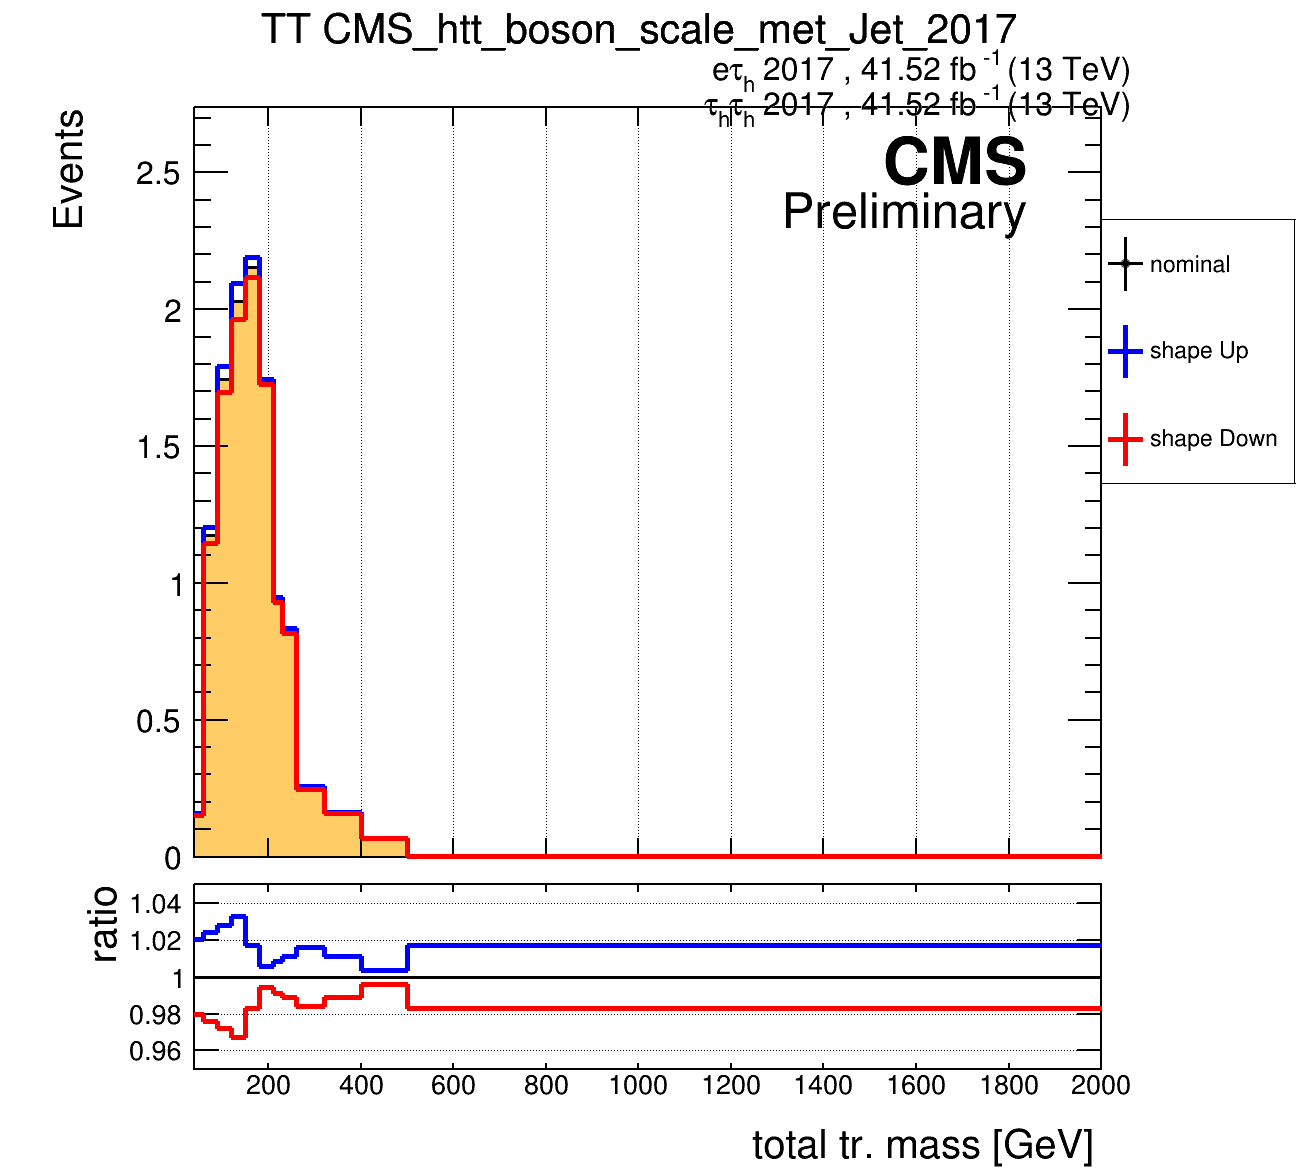 TT CMS_htt_boson_scale_met_Jet_2017
eτh 2017 , 41.52 fb-1 (13 TeV)
τhτh 2017 , 41.52 fb-1 (13 TeV)
CMS
Preliminary
Events
2.5
2
1.5
1
0.5
0
nominal
shape Up
shape Down
ratio
1.04
1.02
1
0.98
0.96
200 400 600 800 1000 1200 1400 1600 1800 2000
total tr. mass [GeV]